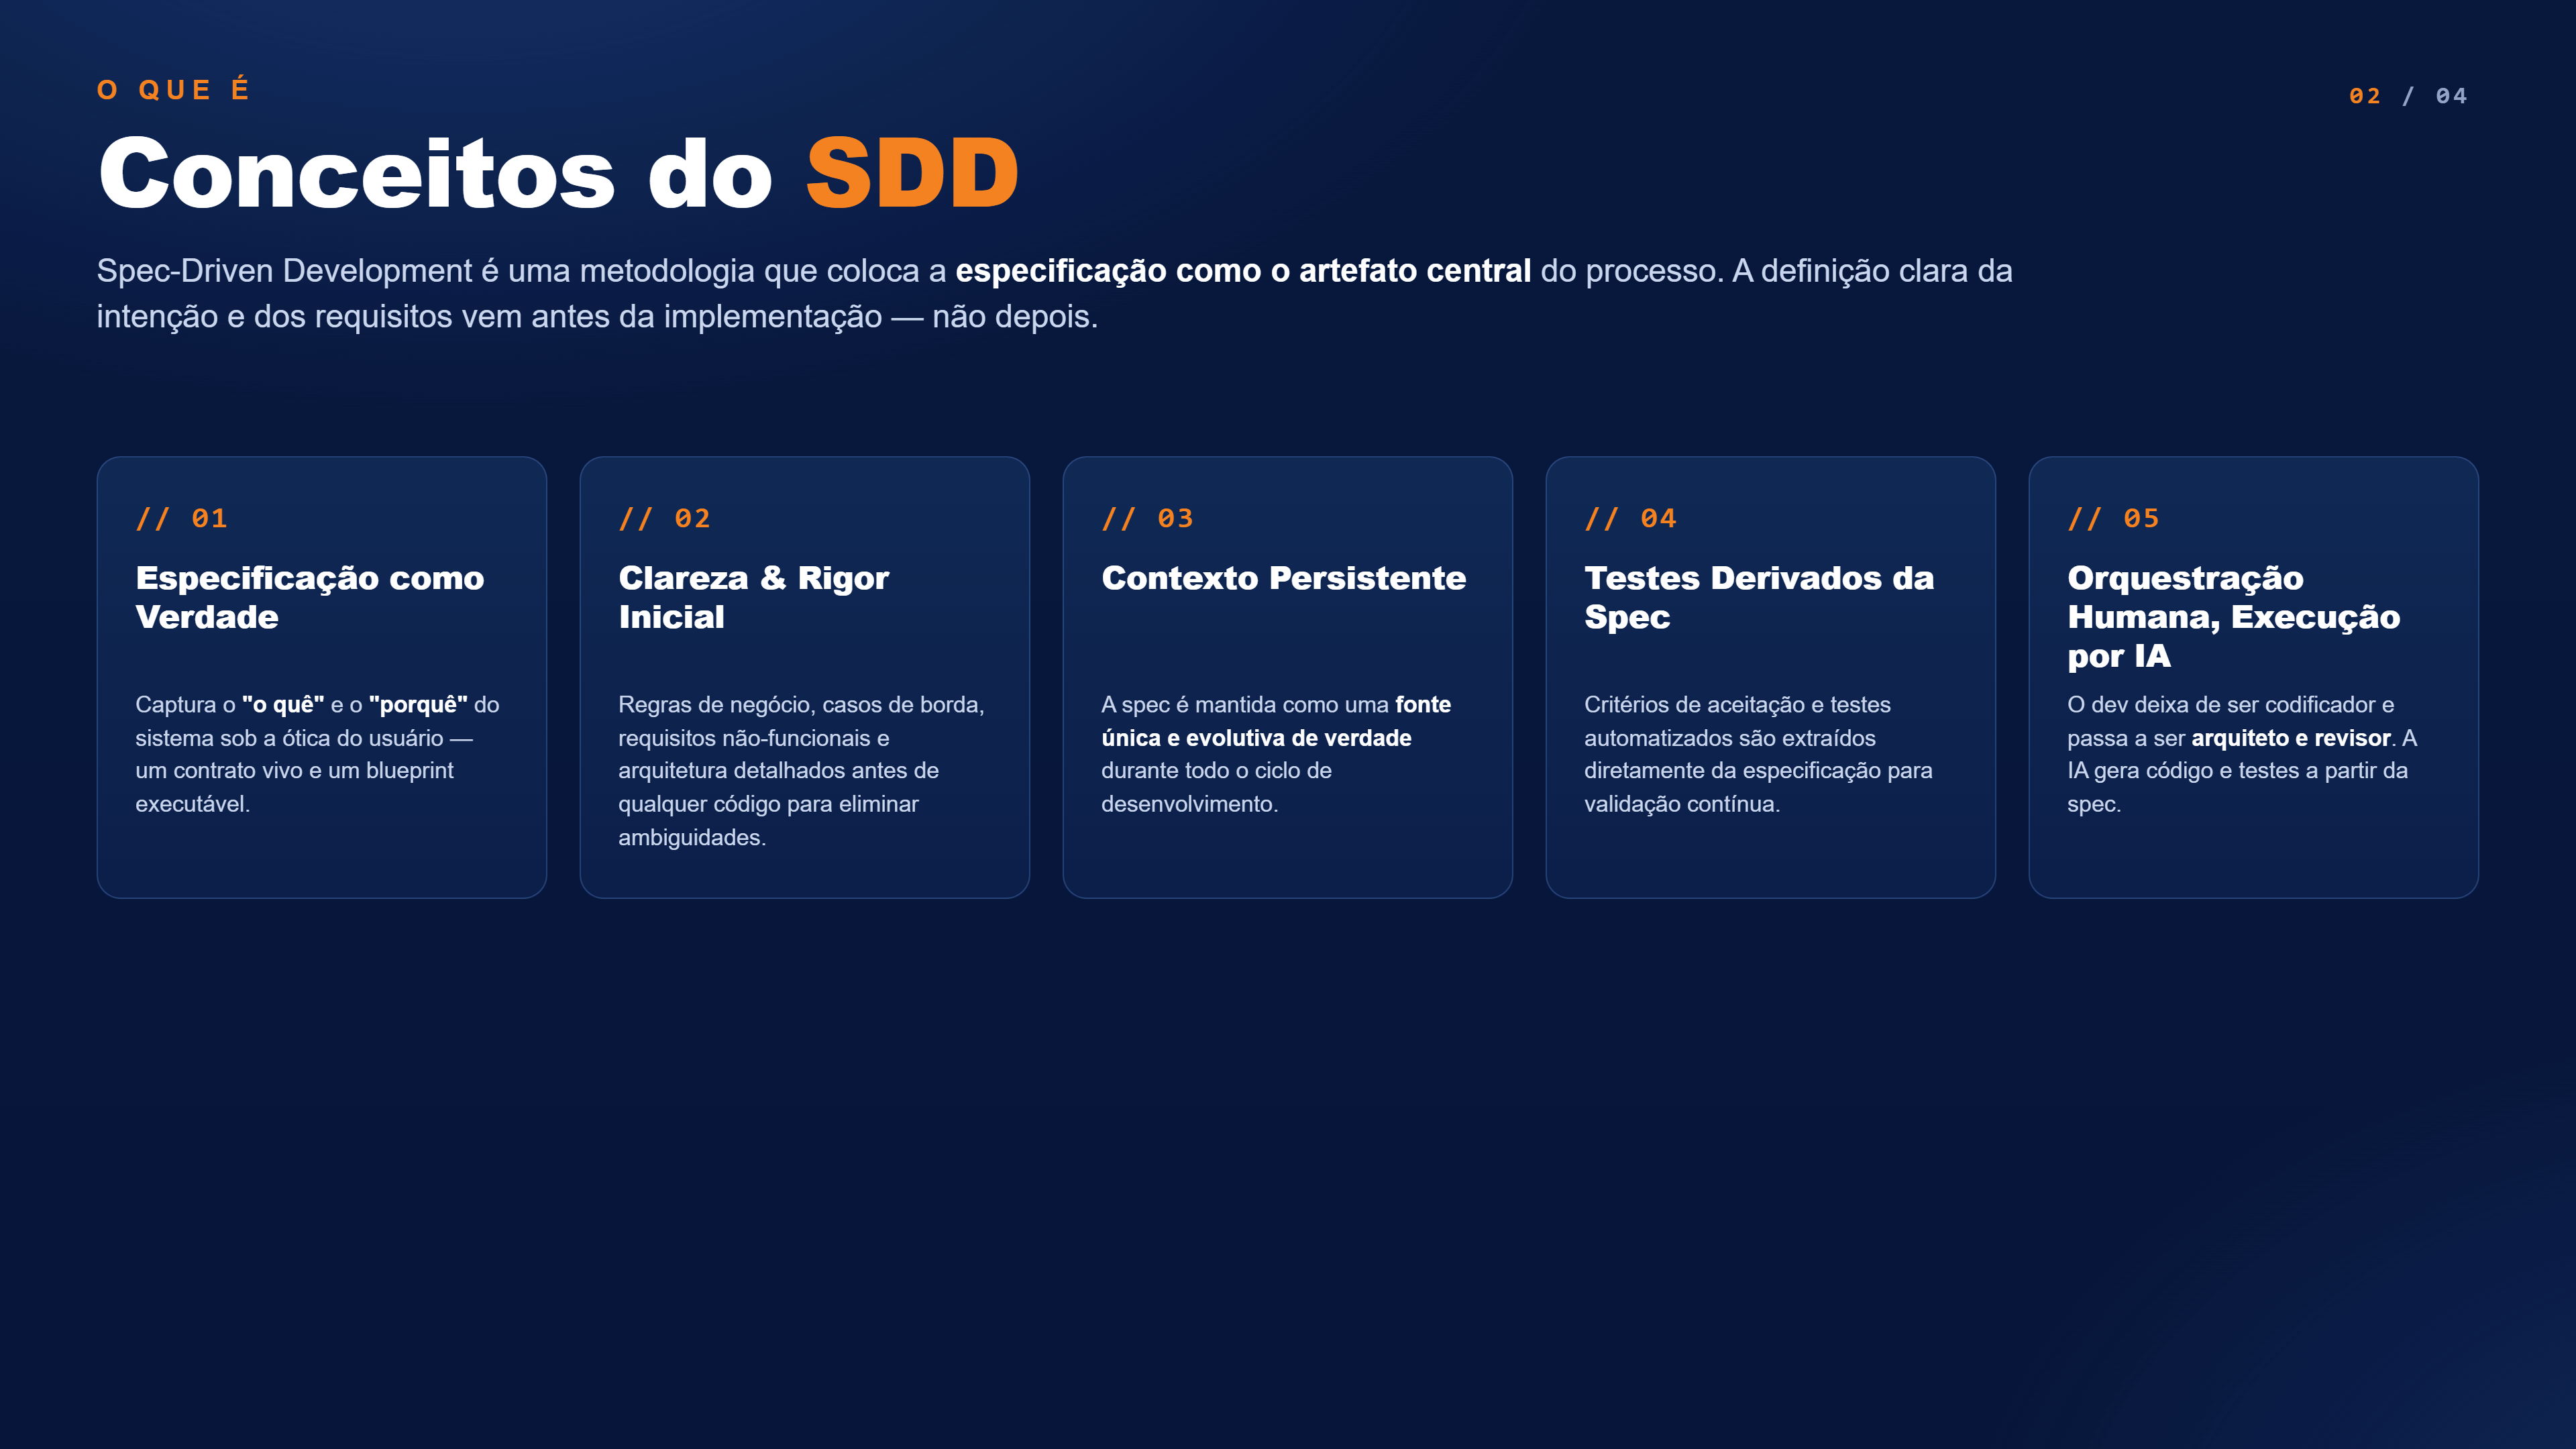 O QUE É
02 / 04
Conceitos do SDD
Spec-Driven Development é uma metodologia que coloca a especificação como o artefato central do processo. A definição clara da
intenção e dos requisitos vem antes da implementação — não depois.
// 01
Especificação como
Verdade
Captura o "o quê" e o "porquê" do
sistema sob a ótica do usuário —
um contrato vivo e um blueprint
executável.
// 02
Clareza & Rigor
Inicial
Regras de negócio, casos de borda,
requisitos não-funcionais e
arquitetura detalhados antes de
qualquer código para eliminar
ambiguidades.
// 03
Contexto Persistente
A spec é mantida como uma fonte
única e evolutiva de verdade
durante todo o ciclo de
desenvolvimento.
// 04
Testes Derivados da
Spec
Critérios de aceitação e testes
automatizados são extraídos
diretamente da especificação para
validação contínua.
// 05
Orquestração
Humana, Execução
por IA
O dev deixa de ser codificador e
passa a ser arquiteto e revisor. A
IA gera código e testes a partir da
spec.